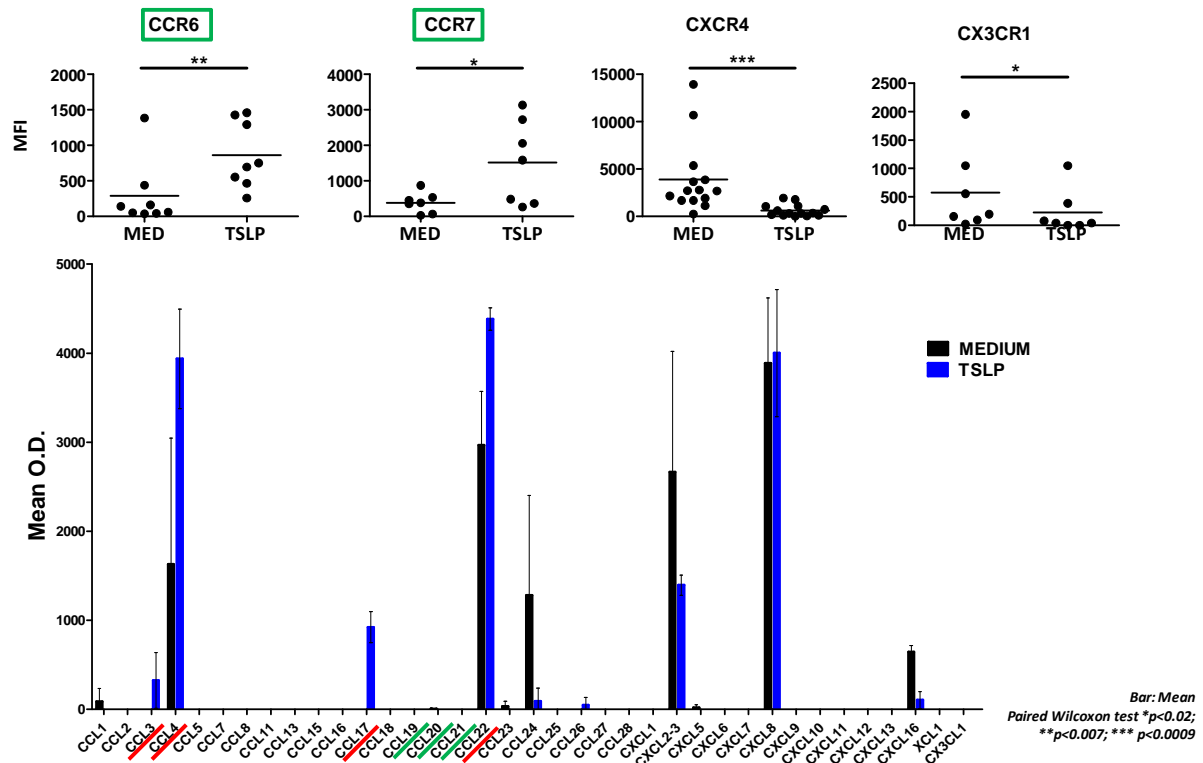 CCR6
CCR7
CXCR4
CX3CR1
MFI
**
2000
1500
1000
500
0
MED
TSLP
*
4000
3000
2000
1000
0
MED
TSLP
***
15000
10000
5000
0
MED
TSLP
*
2500
2000
1500
1000
500
0
MED
TSLP
Mean O.D.
5000
4000
3000
2000
1000
0
MEDIUM
TSLP
CCL1
CCL2
CCL3
CCL4
CCL5
CCL7
CCL8
CCL11
CCL13
CCL15
CCL16
CCL17
CCL18
CCL19
CCL20
CCL21
CCL22
CCL23
CCL24
CCL25
CCL26
CCL27
CCL28
CXCL1
CXCL2-3
CXCL5
CXCL6
CXCL7
CXCL8
CXCL9
CXCL10
CXCL11
CXCL12
CXCL13
CXCL16
XCL1
CX3CL1
Bar: Mean
Paired Wilcoxon test *p<0.02;
**p<0.007; *** p<0.0009